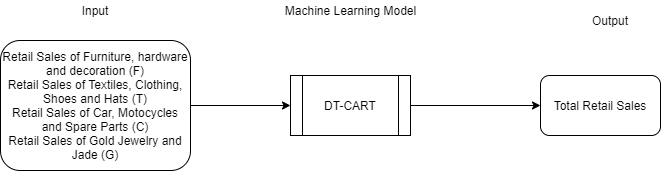 Input
Machine Learning Model
Output
Retail Sales of Furniture, hardware
and decoration (F)
Retail Sales of Textiles, Clothing,
Shoes and Hats (T)
Retail Sales of Car, Motocycles
and Spare Parts (C)
Retail Sales of Gold Jewelry and
Jade (G)
DT-CART
Total Retail Sales